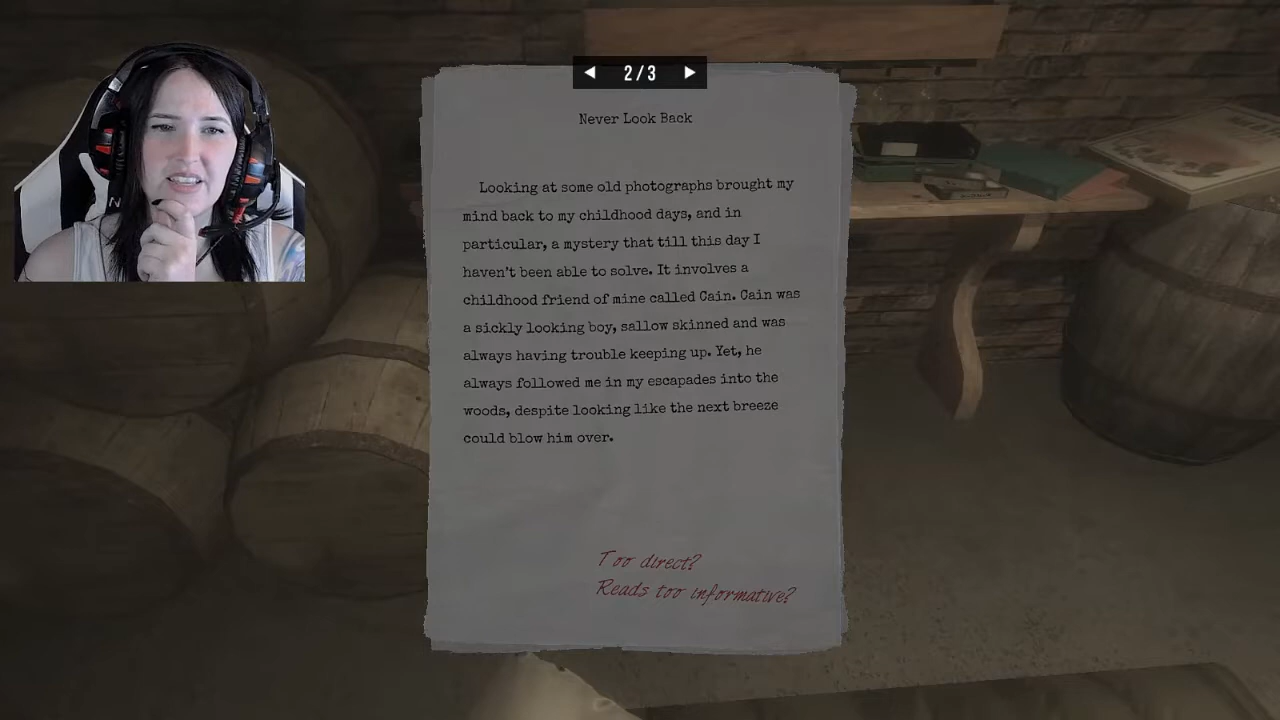 2/3
Never Look Back
Looking at some old photographs brought my
mind back to my childhood days, and in
particular, a mystery that till this day I
haven't been able to solve. It involves a
childhood friend of mine called Cain. Cain was
a sickly looking boy, sallow skinned and was
always having trouble keeping up. Yet, he
always followed me in my escapades into the
woods, despite looking like the next breeze
could blow him over.
Too direct?
Reads too informative?